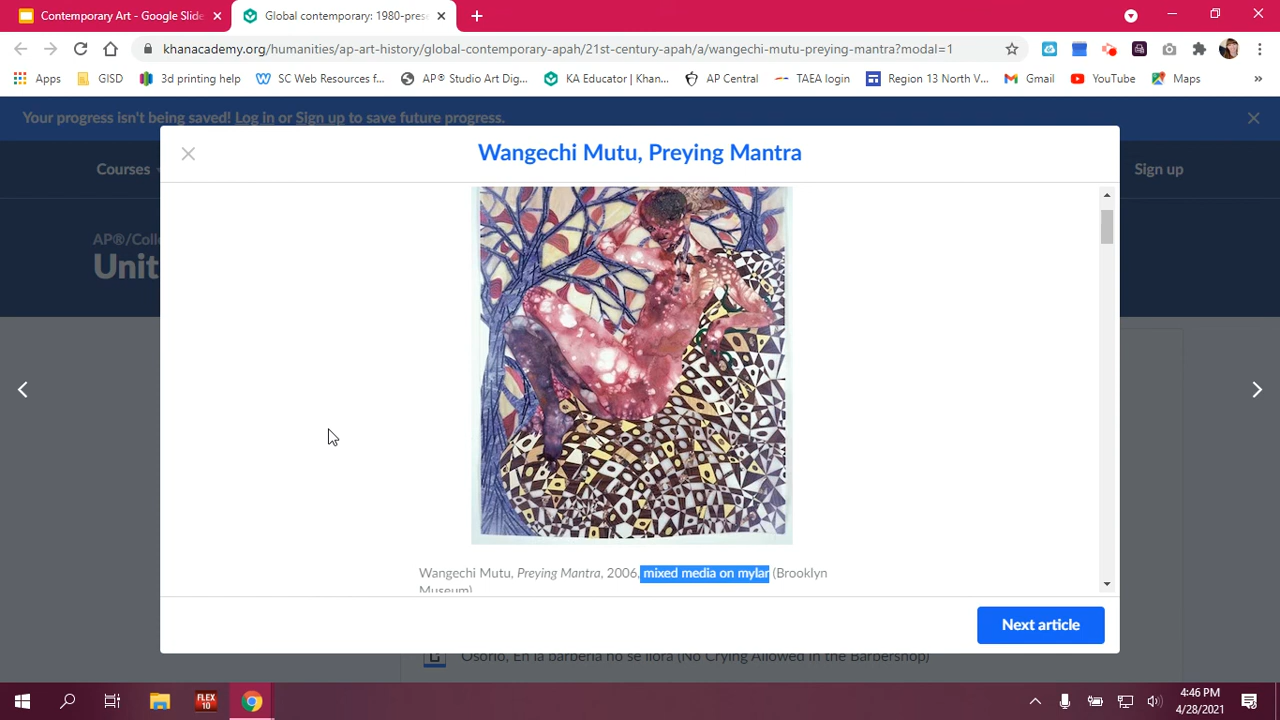 Contemporary Art - Google Slide
Global contemporary: 1980-prese
khanacademy.org/humanities/ap-art-history/global-contemporary-apah/21st-century-apah/a/wangechi-mutu-preying-mantra?modal=1
Apps GISD 3d printing help SC Web Resources f... AP® Studio Art Dig... KA Educator | Khan... AP Central TAEA login Region 13 North V... Gmail YouTube Maps »
Your progress isn't being saved! Log in or Sign up to save future progress.
Wangechi Mutu, Preying Mantra
Courses
Sign up
AP®/Colle
Unit
Wangechi Mutu, Preying Mantra, 2006, mixed media on mylar (Brooklyn
Museum)
Next article
Osorio, En la barberia no se llora (No Crying Allowed in the Barbershop)
FLEX
10
4:46 PM
4/28/2021